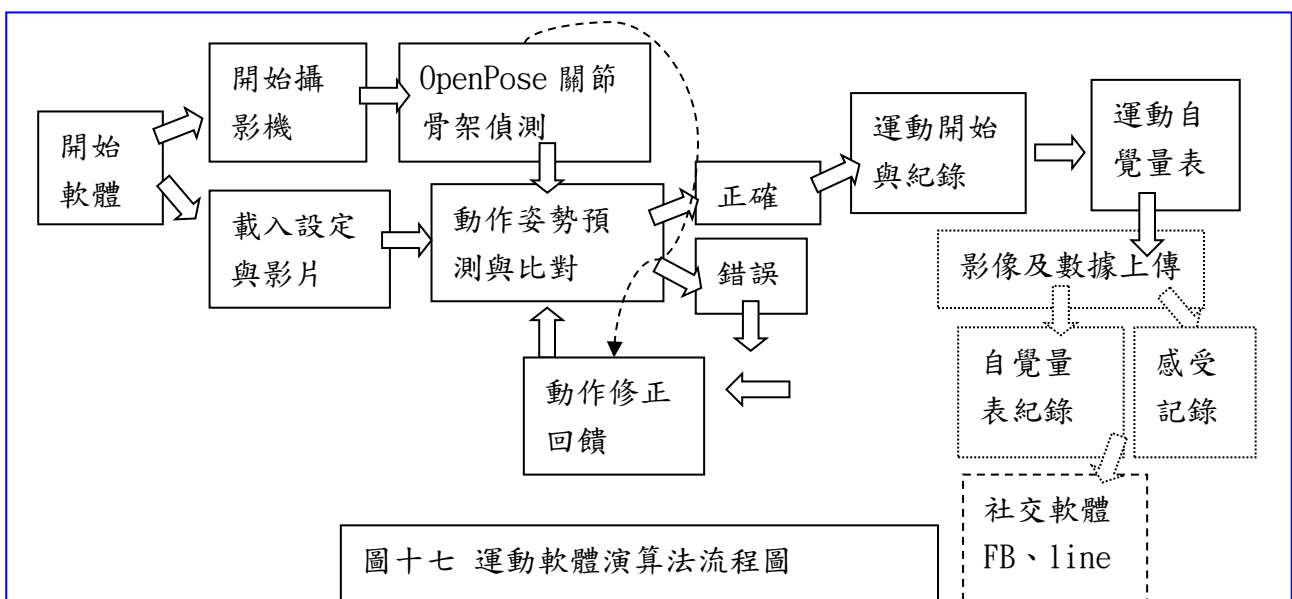 開始
軟體
開始攝
影機
OpenPose 關節
骨架偵測
載入設定
與影片
動作姿勢預
測與比對
正確
錯誤
動作修正
回饋
運動開始
與紀錄
運動自
覺量表
影像及數據上傳
自覺量
表紀錄
感受
記錄
社交軟體
FB、line
圖十七 運動軟體演算法流程圖